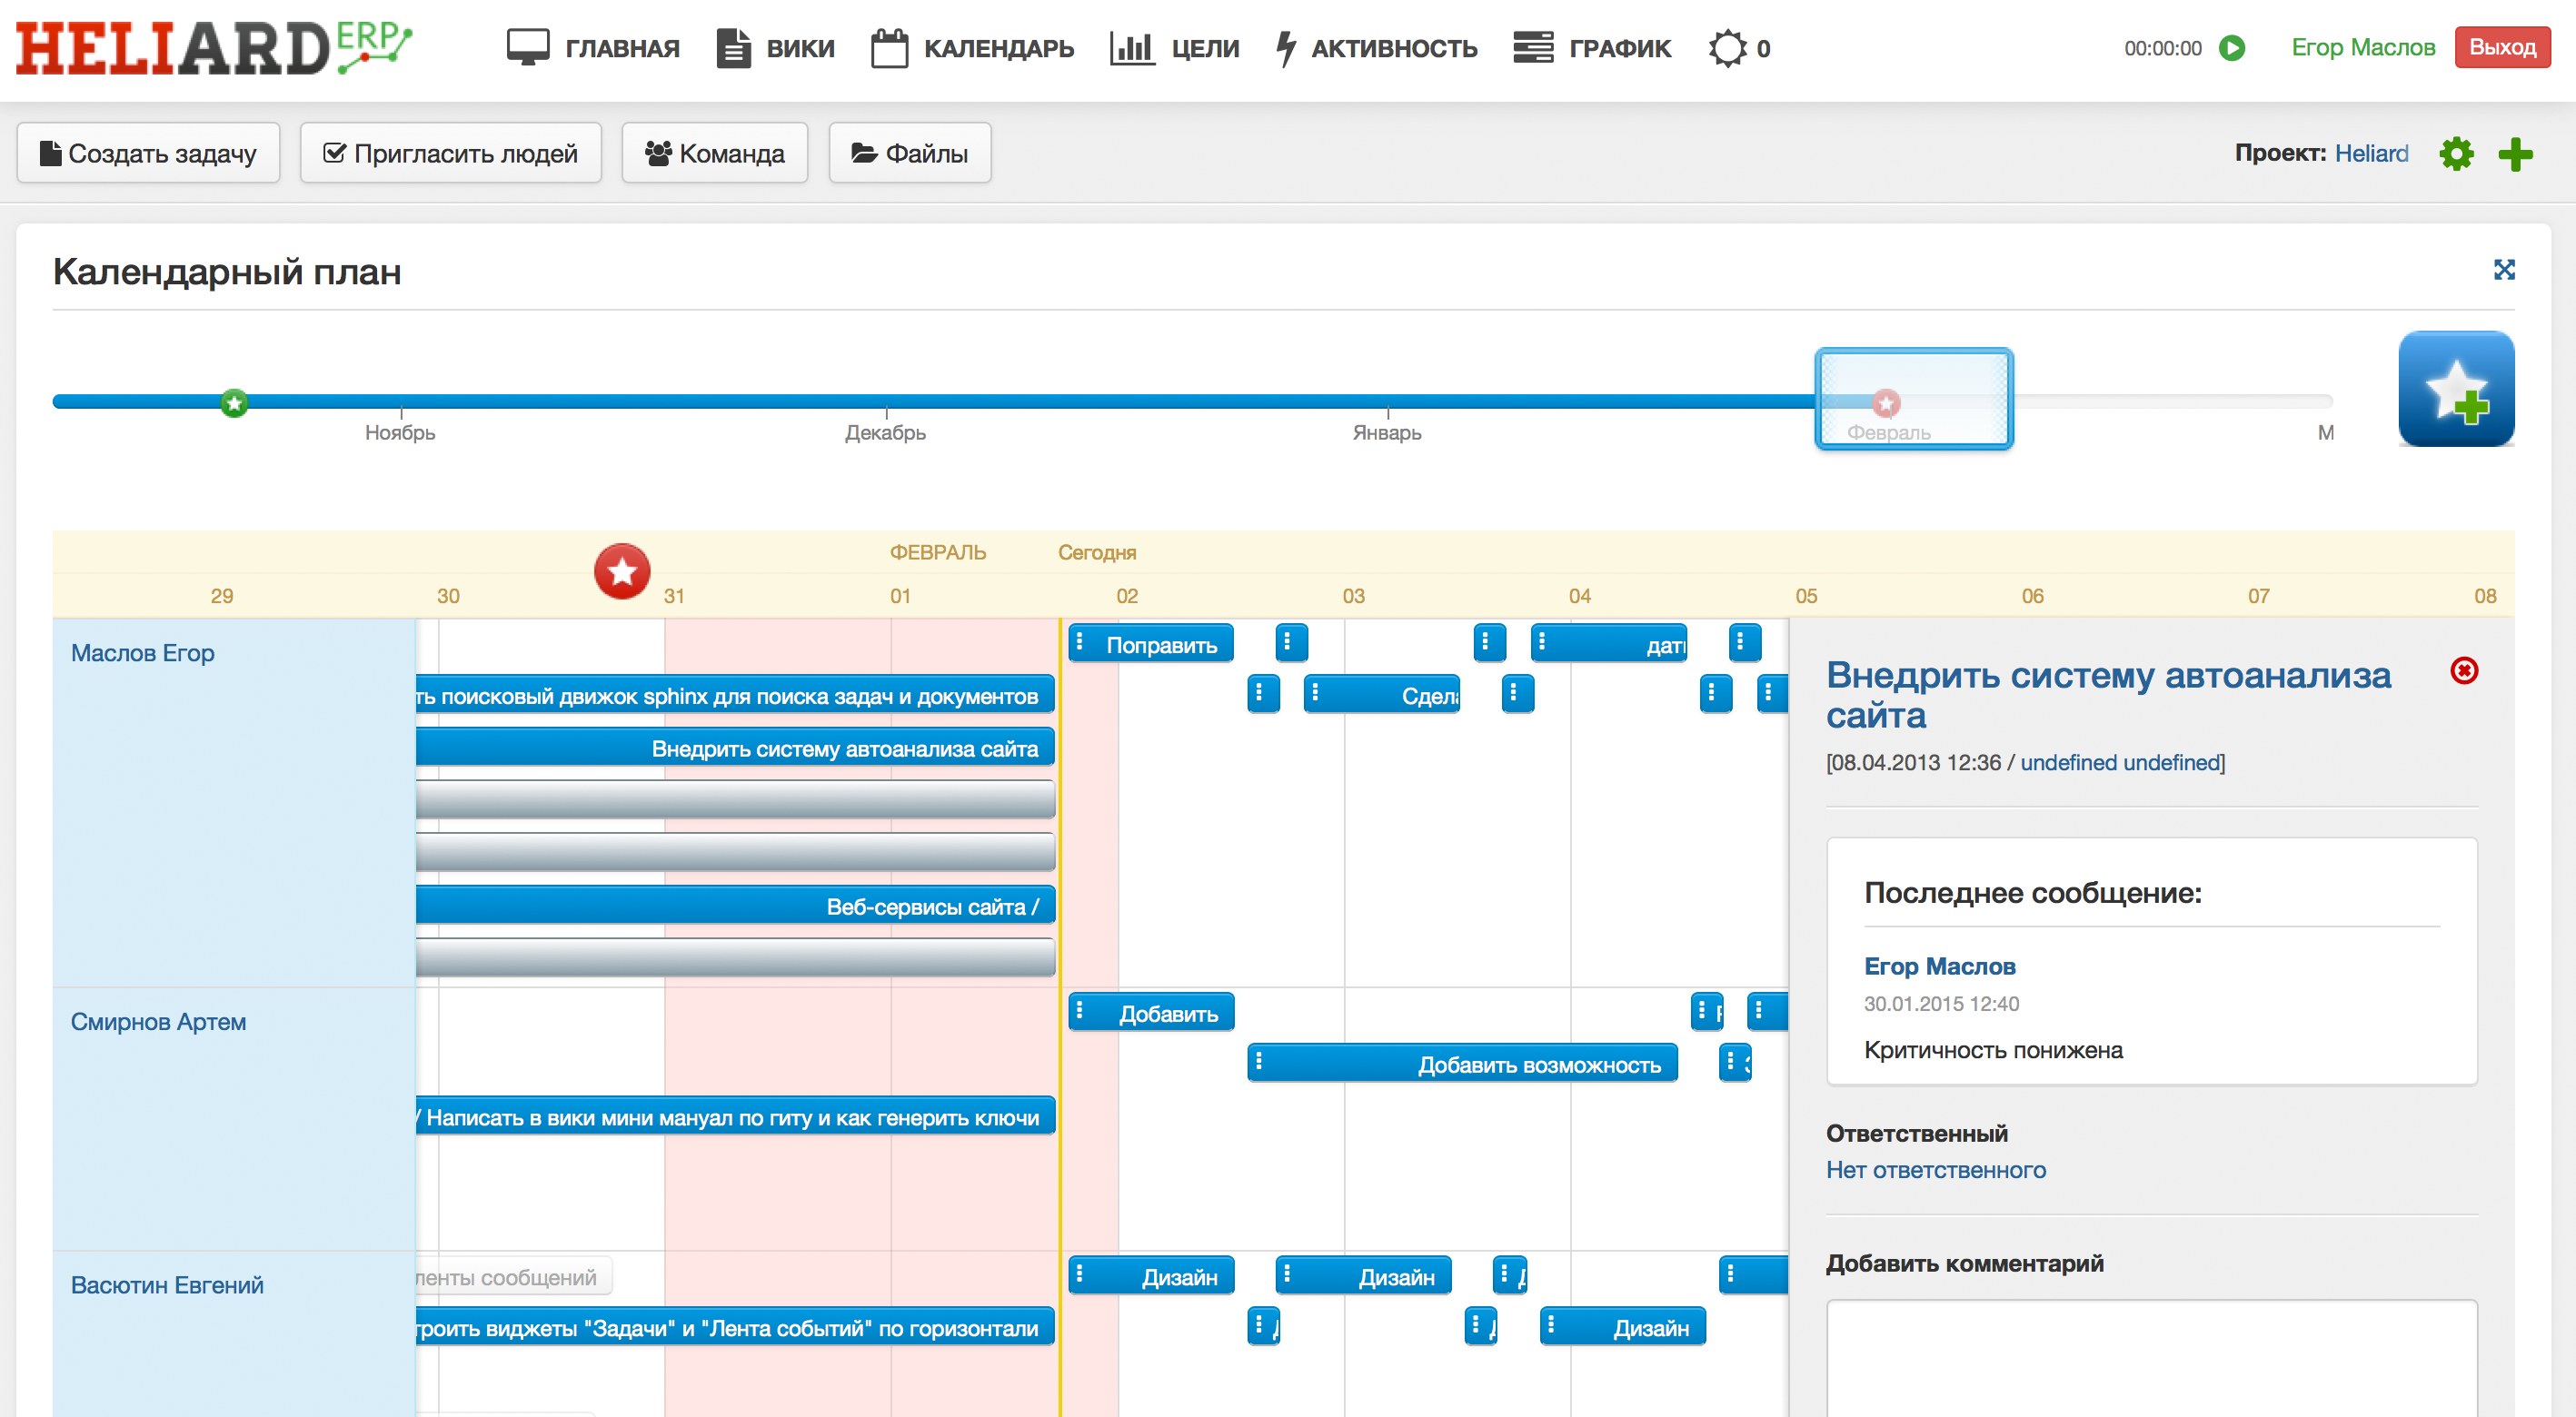 HELIARD ERP
ГЛАВНАЯ ВИКИ КАЛЕНДАРЬ ЦЕЛИ АКТИВНОСТЬ ГРАФИК 0
00:00:00 Егор Маслов Выход
Создать задачу Пригласить людей Команда Файлы
Проект: Heliard
Календарный план
Ноябрь Декабрь Январь Февраль М
ФЕВРАЛЬ Сегодня
29 30 31 01 02 03 04 05 06 07 08
Маслов Егор
Поправить
ть поисковый движок sphinx для поиска задач и документов
Внедрить систему автоанализа сайта
Веб-сервисы сайта /
Смирнов Артем
Добавить
Добавить возможность
/ Написать в вики мини мануал по гиту и как генерить ключи
Васютин Евгений
ленты сообщений
Дизайн Дизайн
троить виджеты "Задачи" и "Лента событий" по горизонтали
Дизайн
Внедрить систему автоанализа
сайта
[08.04.2013 12:36 / undefined undefined]
Последнее сообщение:
Егор Маслов
30.01.2015 12:40
Критичность понижена
Ответственный
Нет ответственного
Добавить комментарий